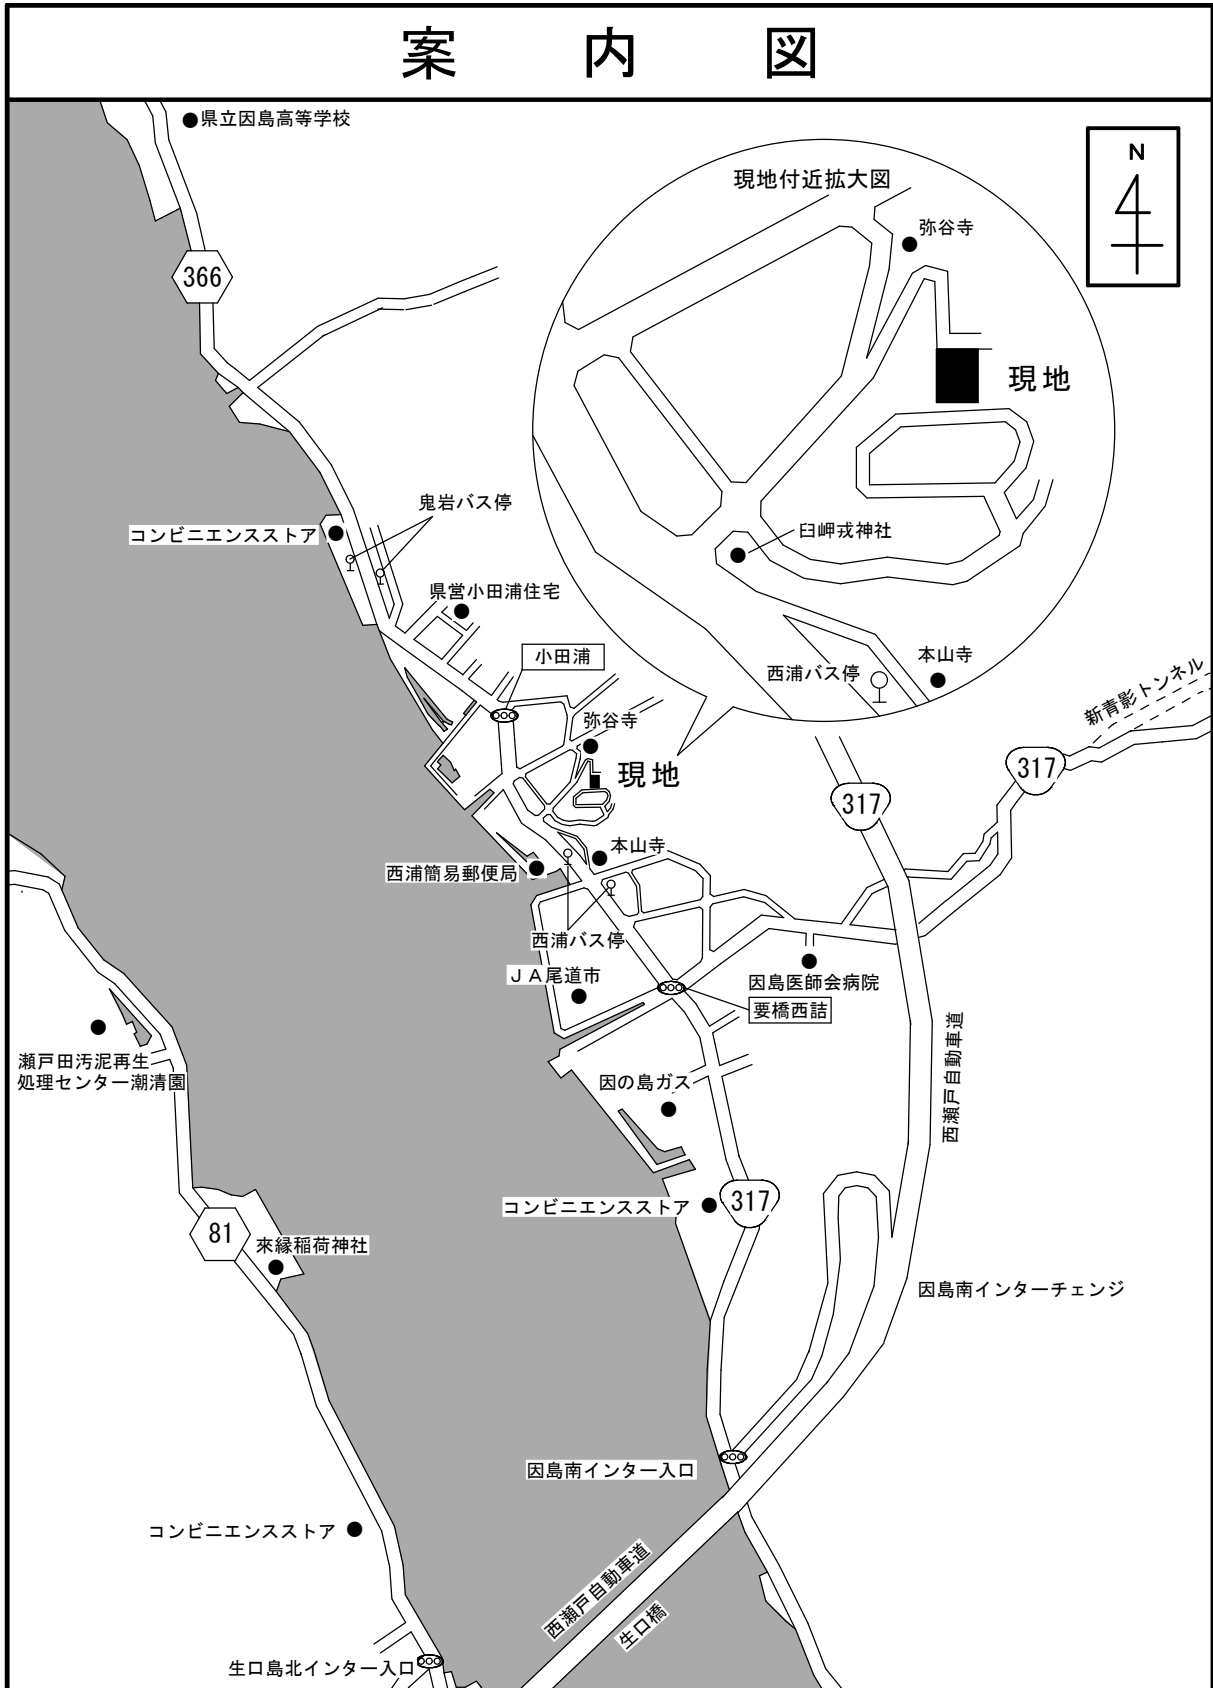 案内図
県立因島高等学校
N
現地付近拡大図
弥谷寺
366
現地
鬼岩バス停
コンビニエンスストア
臼岬戎神社
県営小田浦住宅
小田浦
西浦バス停
本山寺
新青影トンネル
弥谷寺
現地
317
317
本山寺
西浦簡易郵便局
西浦バス停
JA尾道市
因島医師会病院
要橋西詰
西瀬戸自動車道
瀬戸田汚泥再生
処理センター潮清園
因の島ガス
コンビニエンスストア
317
81
來縁稲荷神社
因島南インターチェンジ
因島南インター入口
コンビニエンスストア
西瀬戸自動車道
生口橋
生口島北インター入口